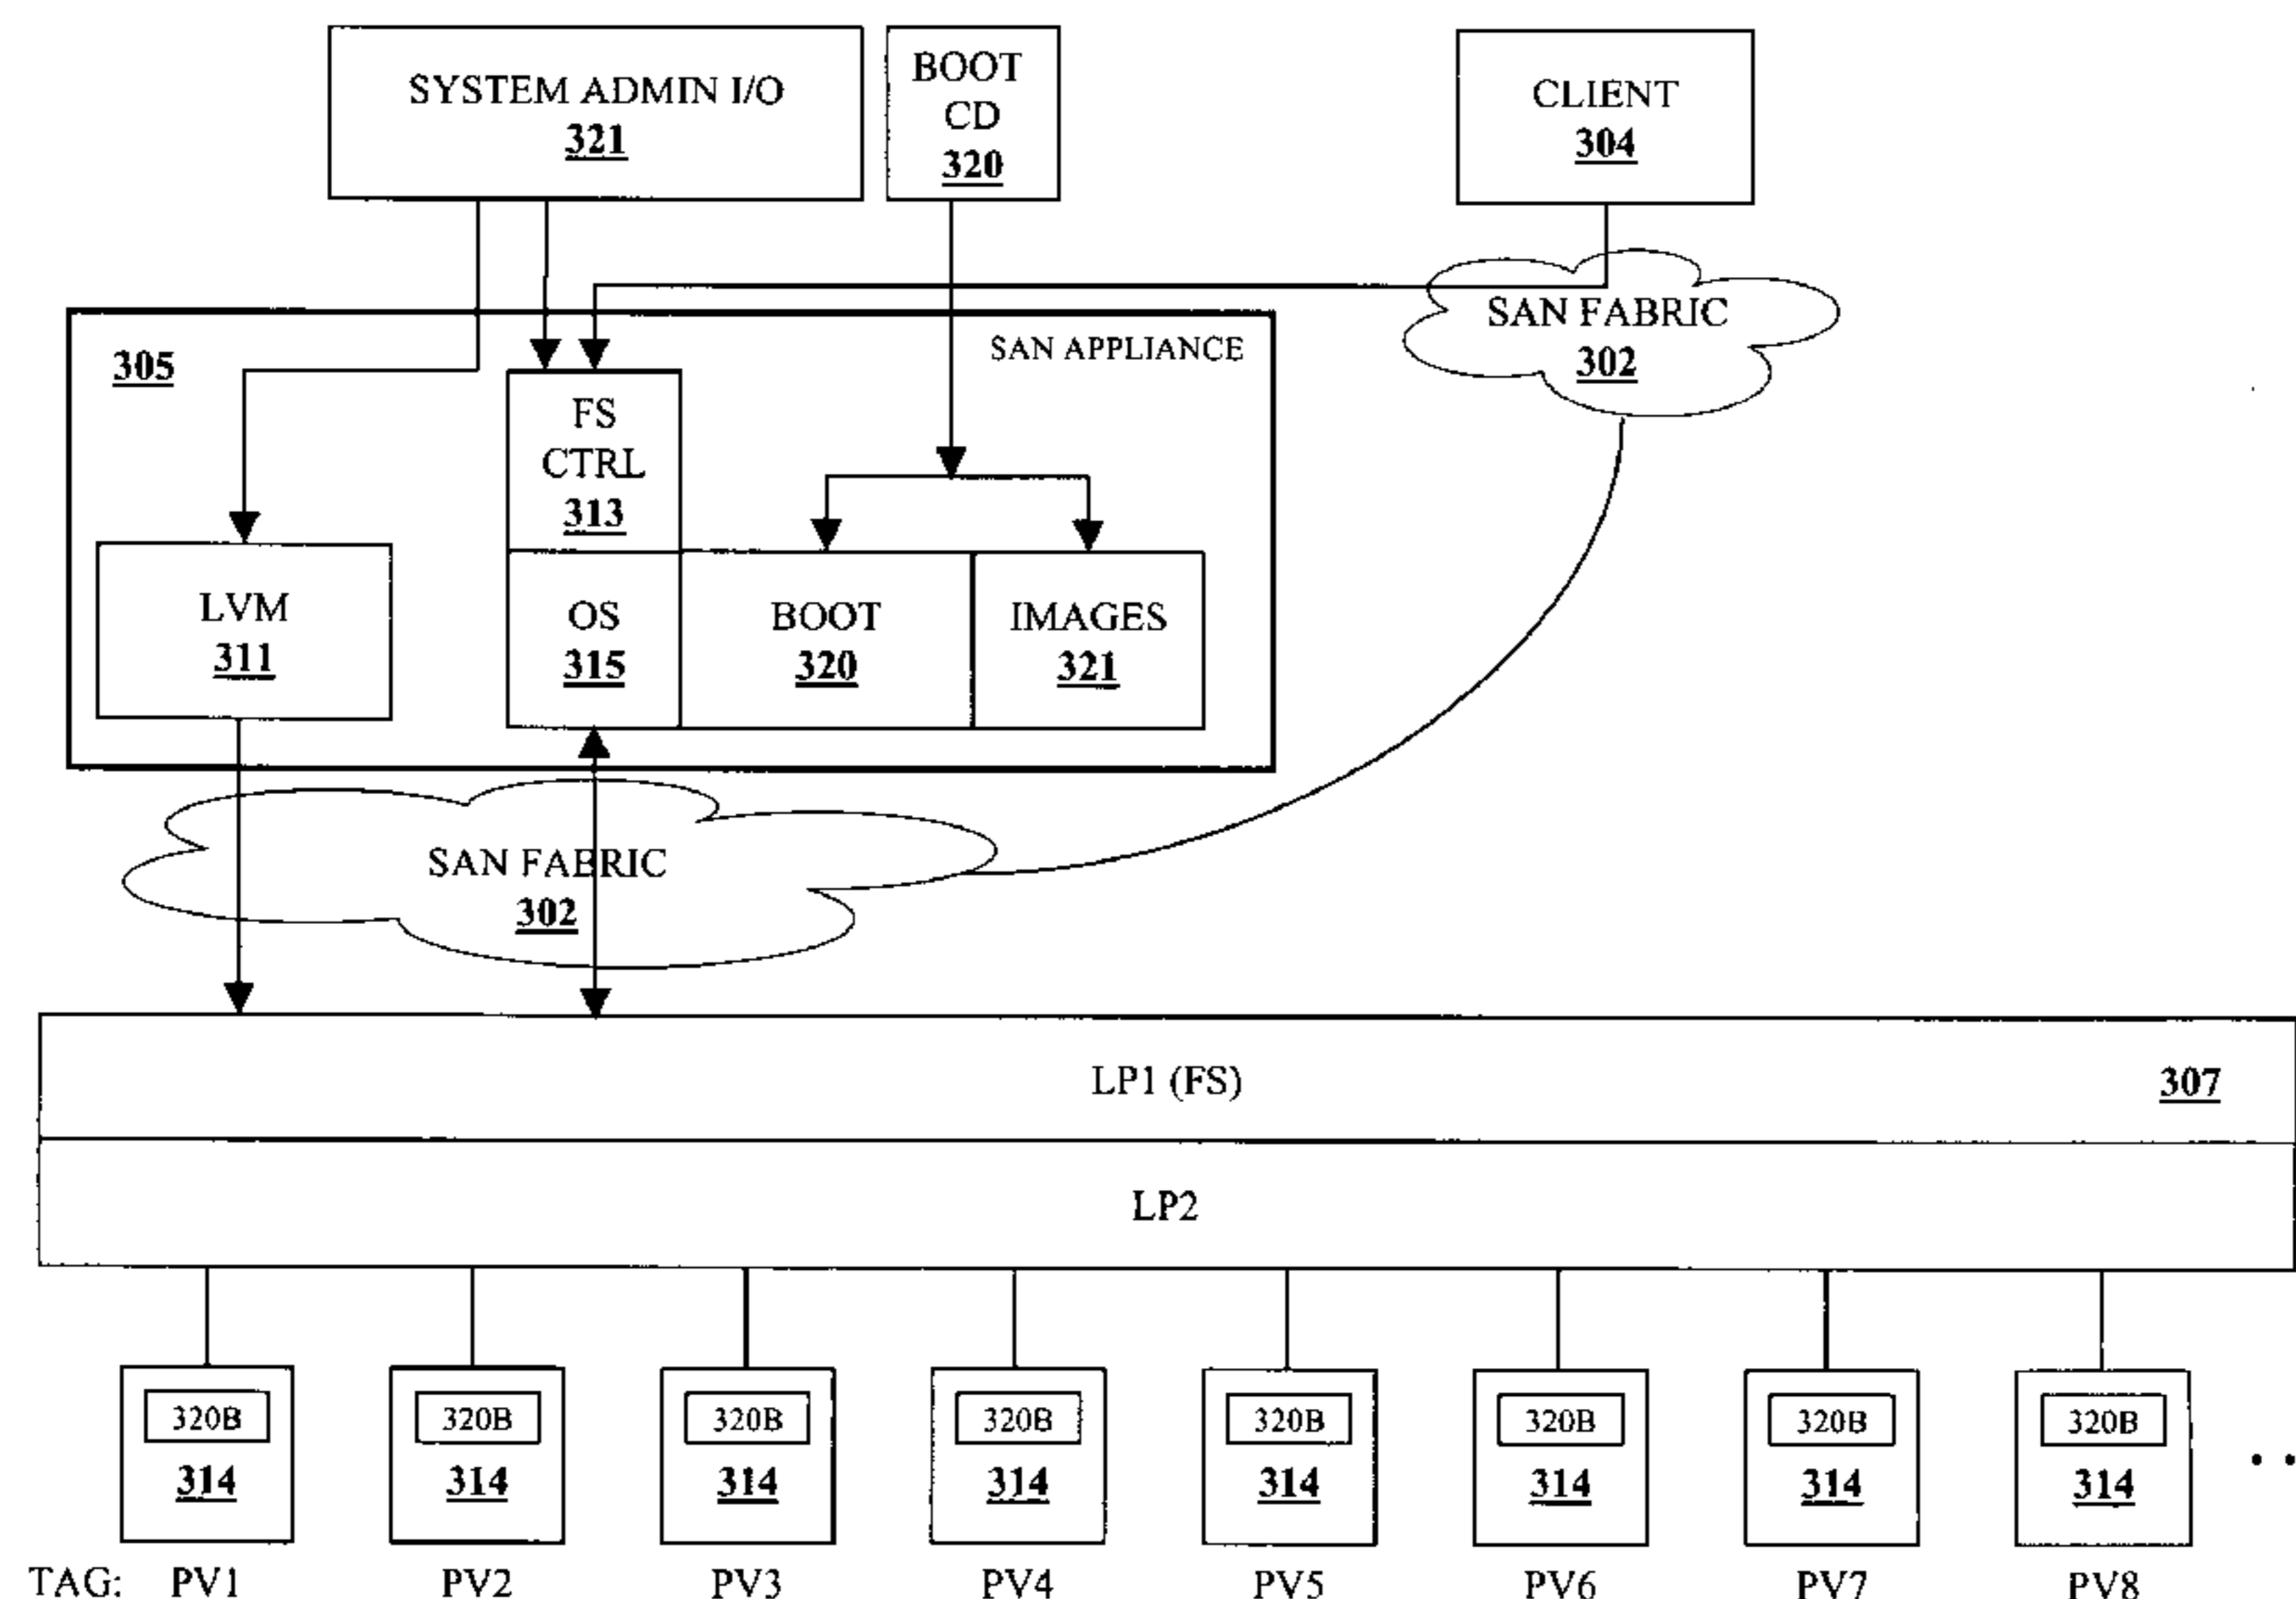 SYSTEM ADMIN I/O
321
BOOT
CD
320
CLIENT
304
SAN FABRIC
302
305
SAN APPLIANCE
FS
CTRL
313
LVM
311
OS
315
BOOT
320
IMAGES
321
SAN FABRIC
302
LP1 (FS)
307
LP2
320B
314
320B
314
320B
314
320B
314
320B
314
320B
314
320B
314
320B
314
. .
TAG: PV1 PV2 PV3 PV4 PV5 PV6 PV7 PV8